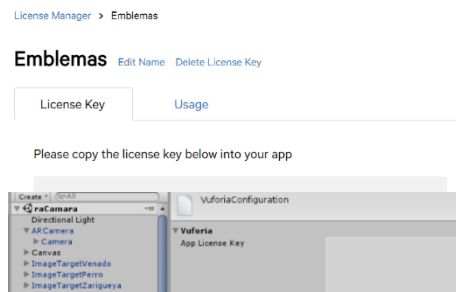 License Manager > Emblemas
Emblemas Edit Name Delete License Key
License Key Usage
Please copy the license key below into your app
Create All
raCamara
Directional Light
ARCamera
Camera
Canvas
ImageTargetVenado
ImageTargetPerro
ImageTargetZarigueya
VuforiaConfiguration
Vuforia
App License Key